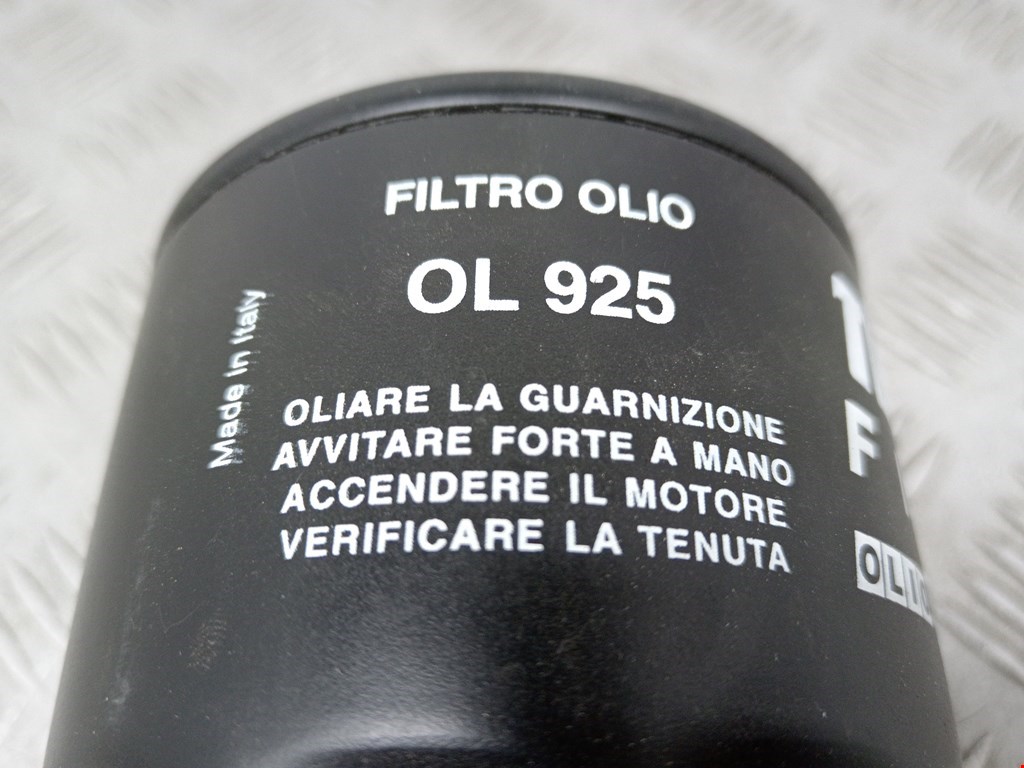 FILTRO OLIO
OL 925
Made in Italy
OLIARE LA GUARNIZIONE
AVVITARE FORTE A MANO
ACCENDERE IL MOTORE
VERIFICARE LA TENUTA
F